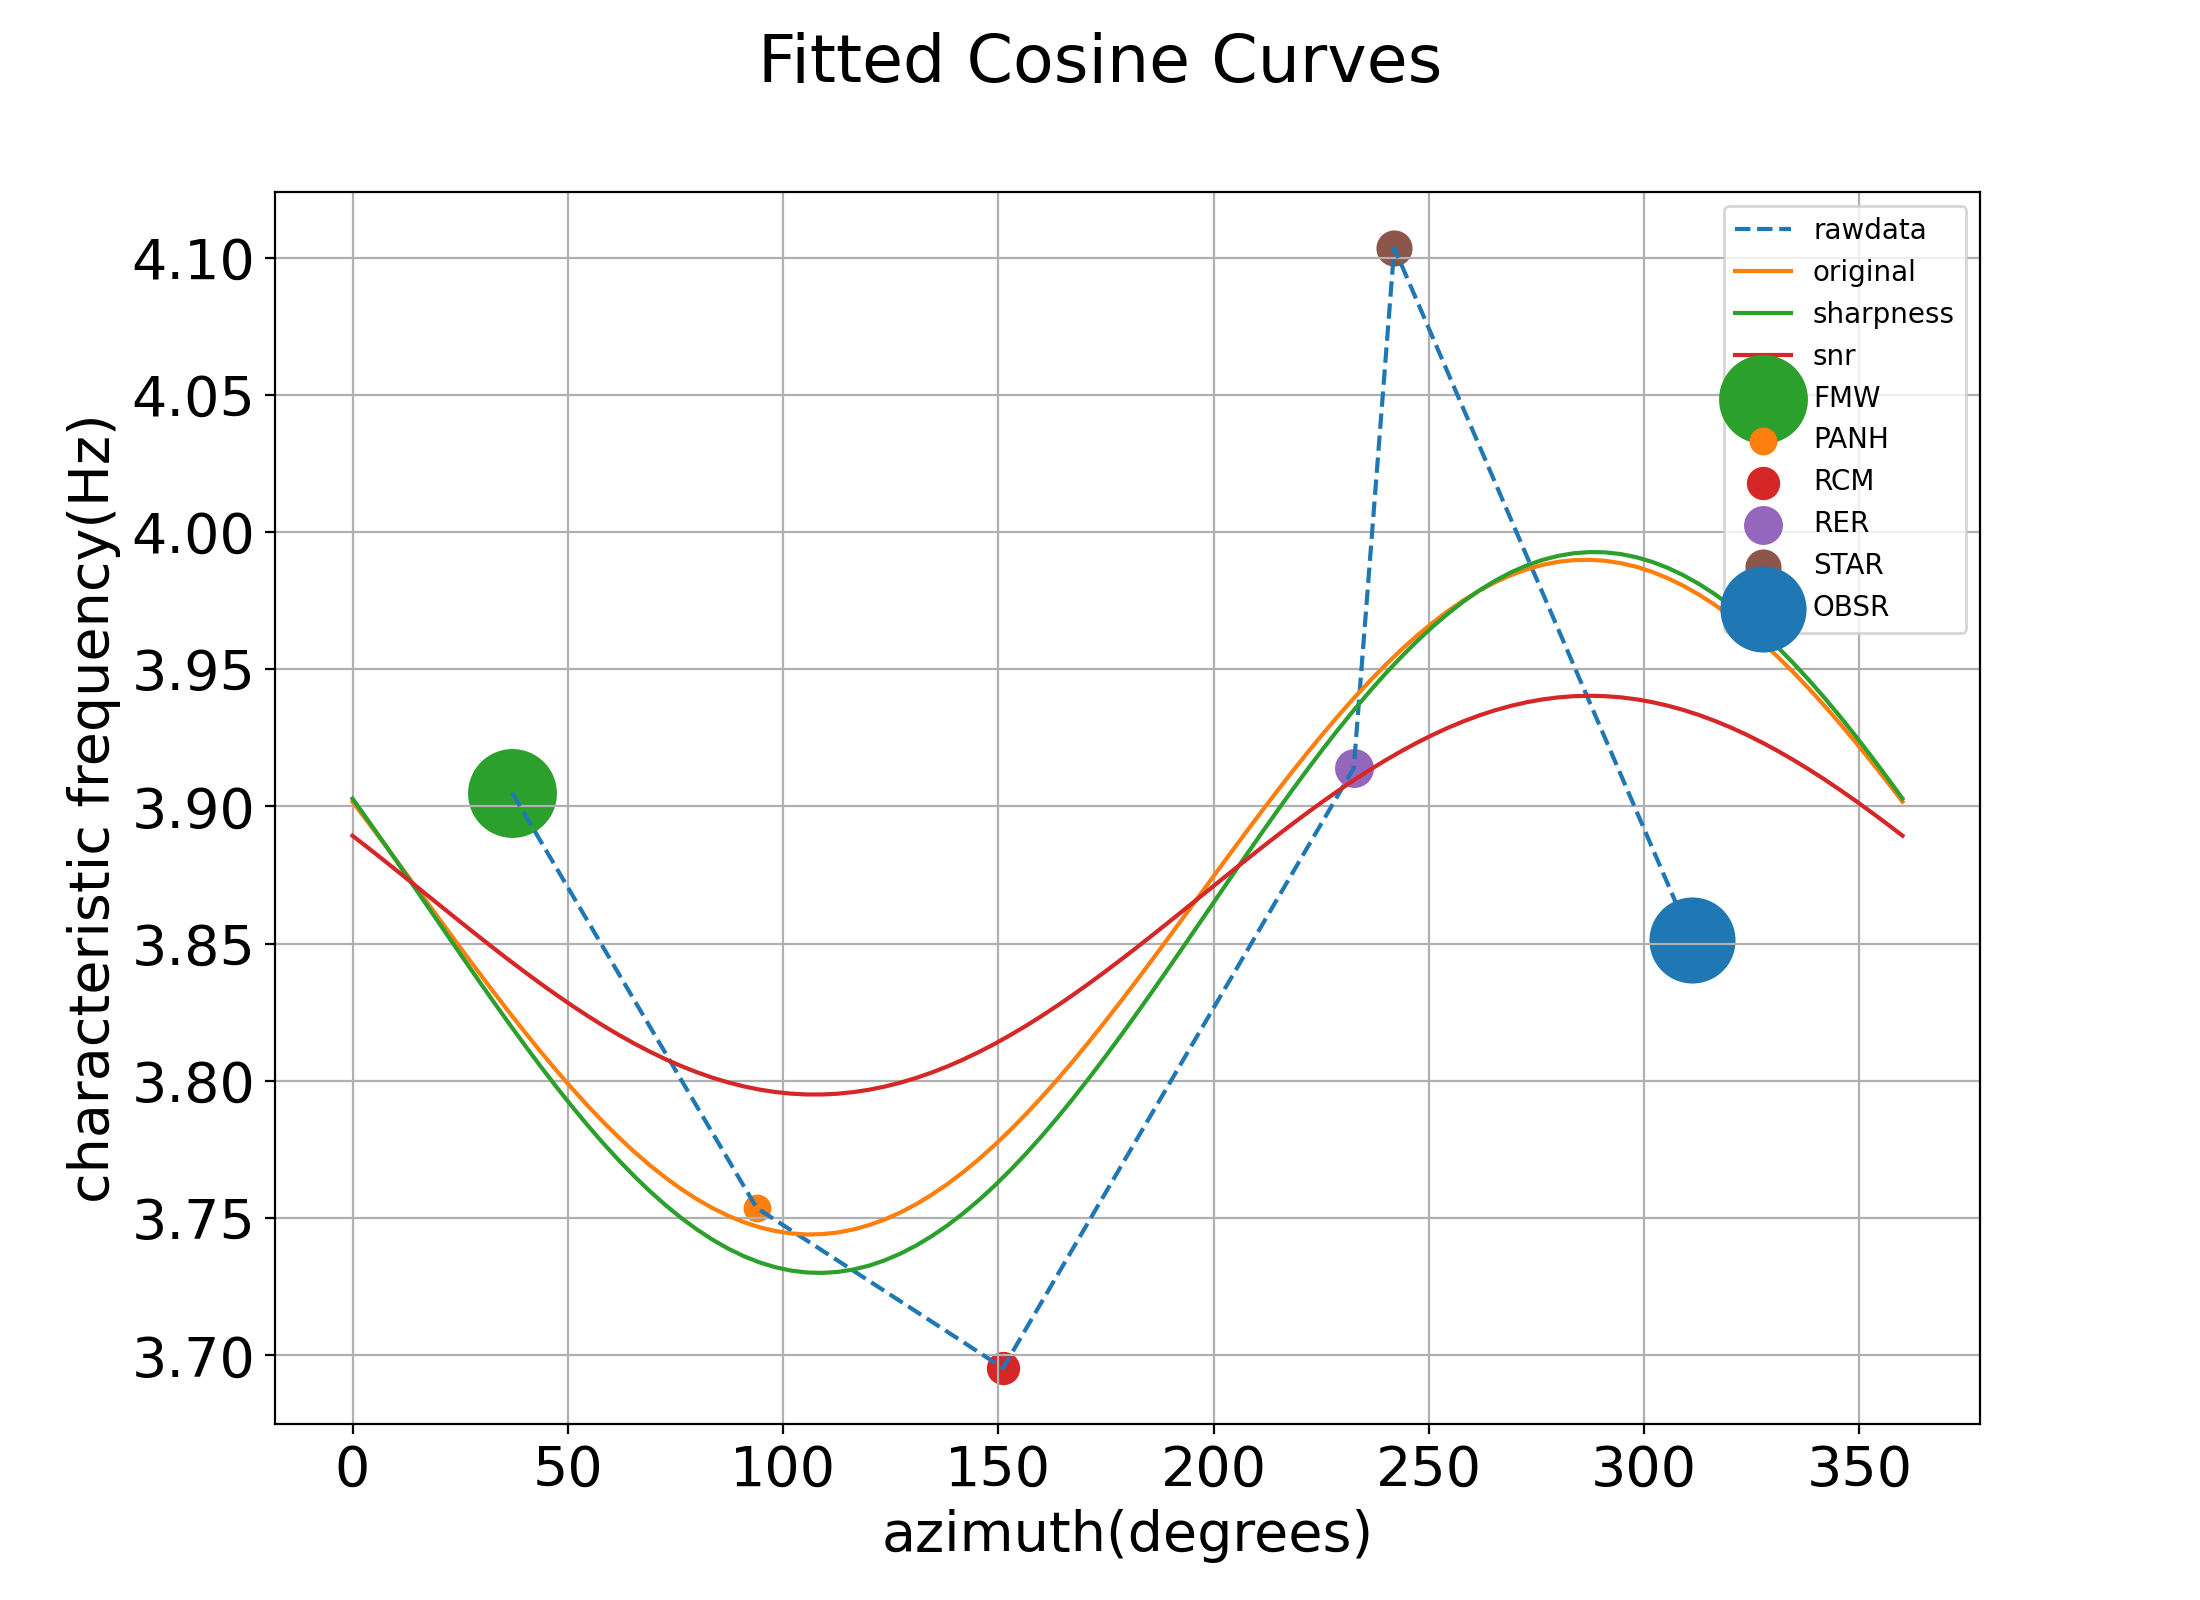 Fitted Cosine Curves
rawdata
original
sharpness
snr
FMW
PANH
RCM
RER
STAR
OBSR
characteristic frequency(Hz)
4.10
4.05
4.00
3.95
3.90
3.85
3.80
3.75
3.70
0 50 100 150 200 250 300 350
azimuth(degrees)